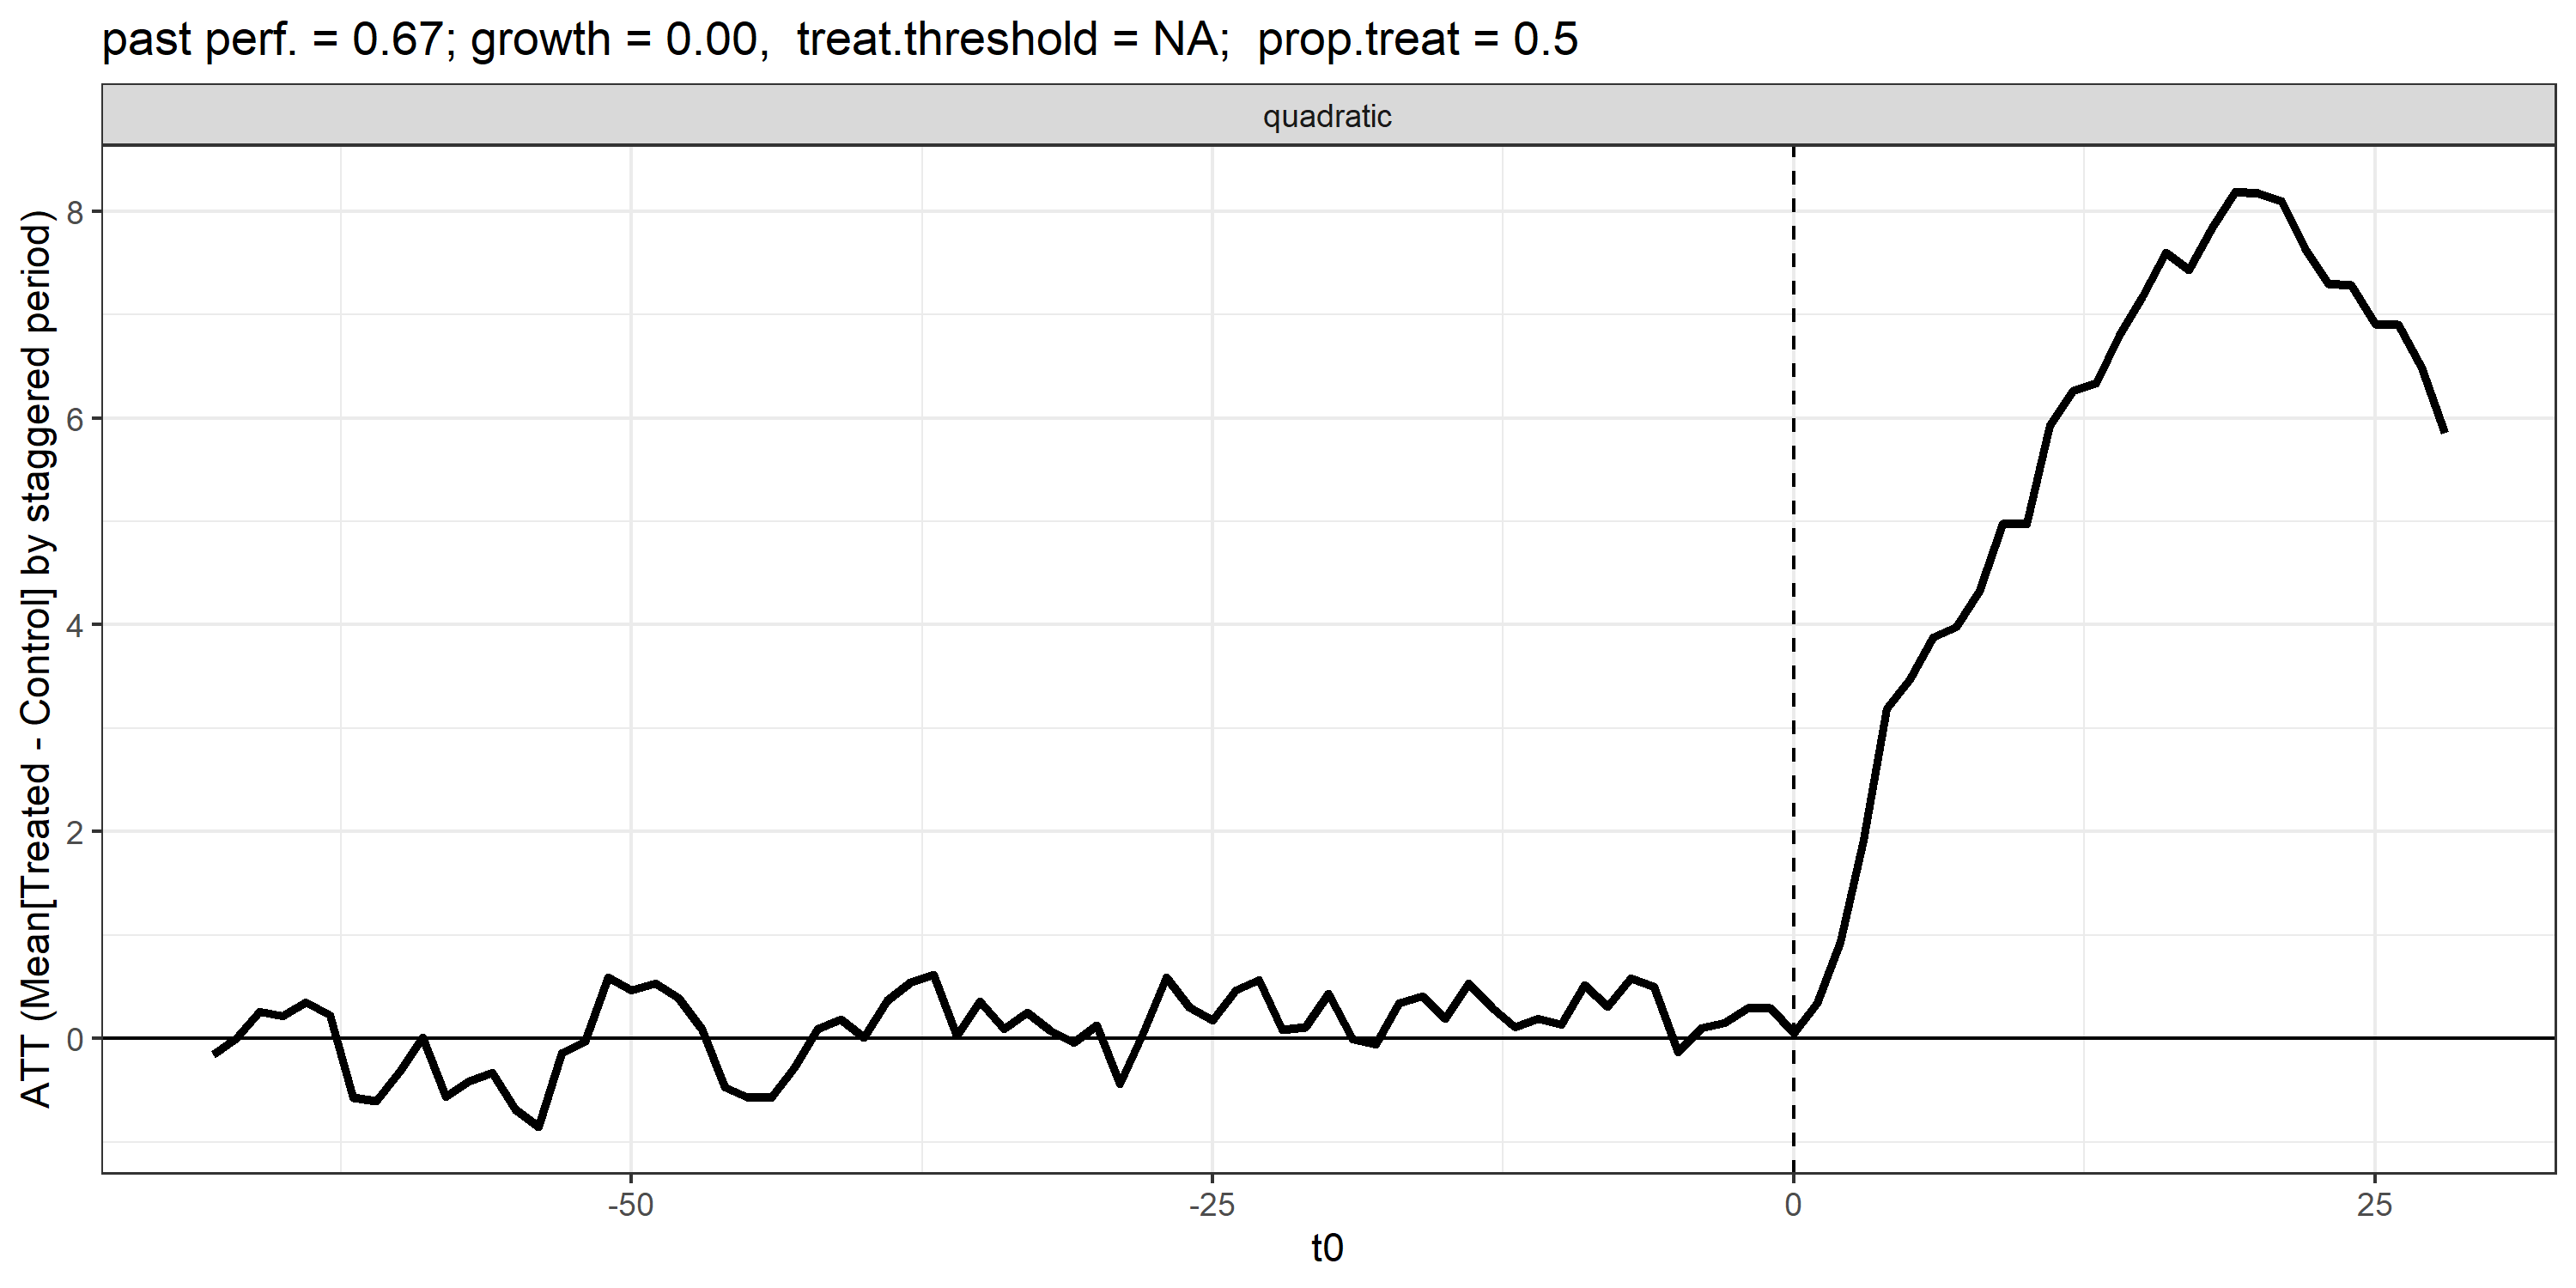 past perf. = 0.67; growth = 0.00,  treat.threshold = NA;  prop.treat = 0.5
quadratic
ATT (Mean[Treated - Control] by staggered period)
8
6
4
2
0
-50
-25
0
25
t0